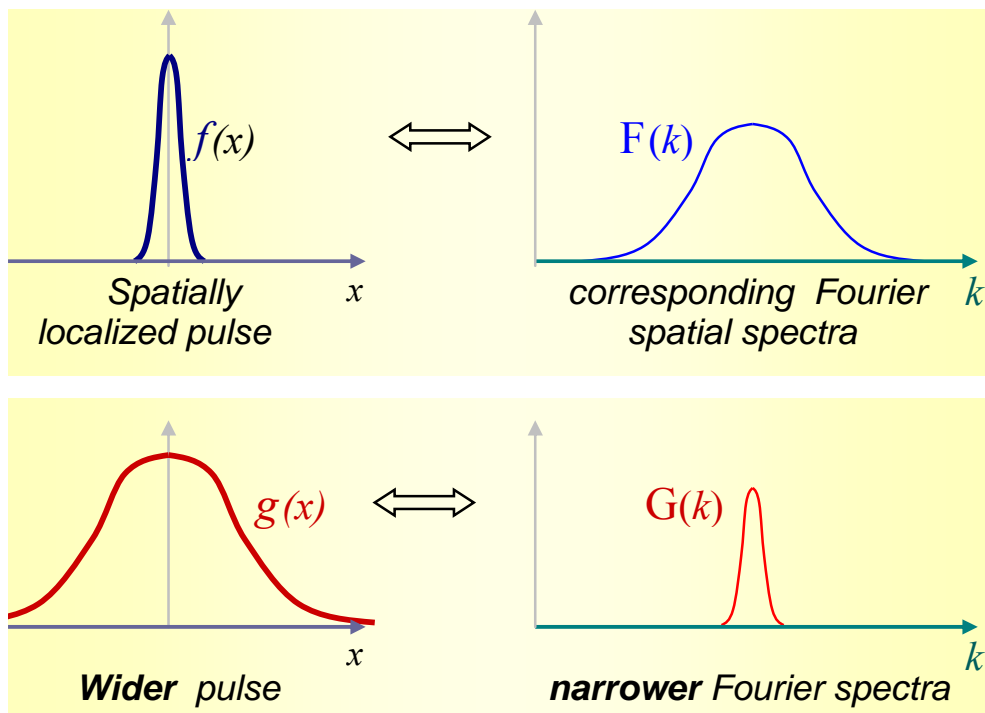 f(x)
F(k)
x
k
Spatially
localized pulse
corresponding Fourier
spatial spectra
g(x)
G(k)
x
k
Wider pulse
narrower Fourier spectra